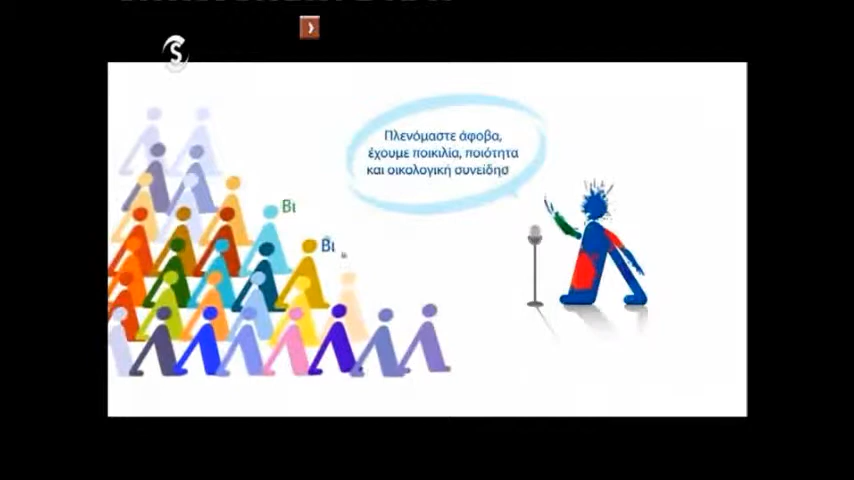 S
Πλενόμαστε άφοβα,
έχουμε ποικιλία, ποιότητα
και οικολογική συνείδησ
Βι
Βι